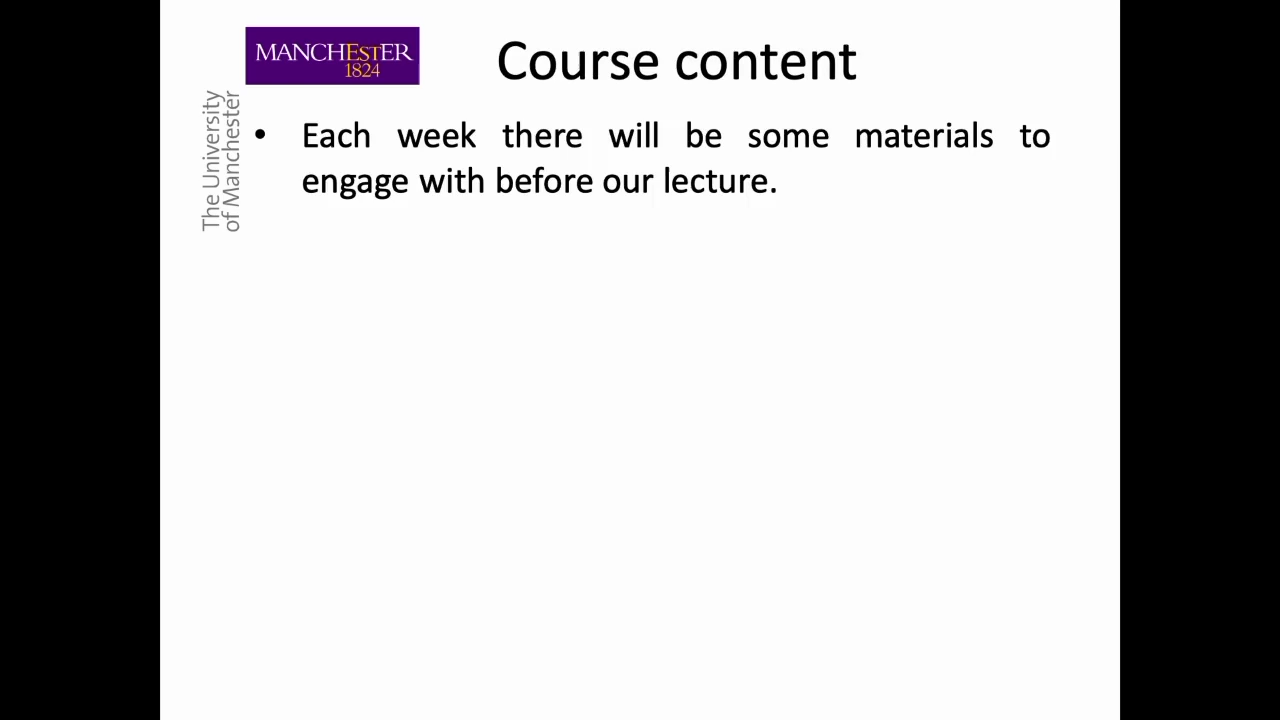 MANCHESTER
1824
The University
of Manchester
Course content
• Each week there will be some materials to
engage with before our lecture.